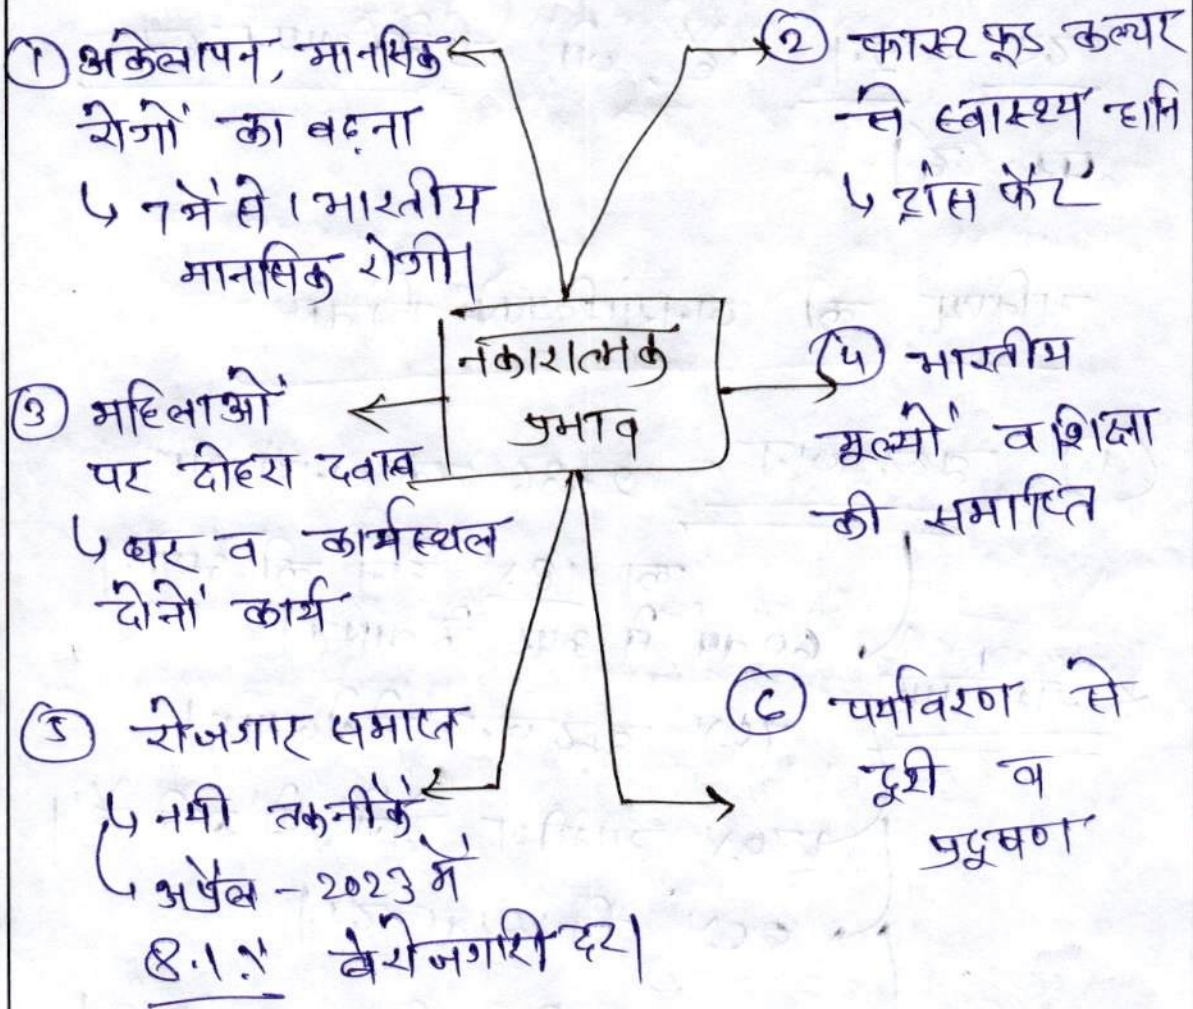 ① अकेलापन, मानसिक
रोगों का बढ़ना
↳ 7 में से 1 भारतीय
मानसिक रोगी।
② फास्ट फूड कल्चर
से स्वास्थ्य हानि
↳ ट्रांस फैट
नकारात्मक
प्रभाव
③ महिलाओं
पर दोहरा दवाब
↳ घर व कार्यस्थल
दोनों कार्य
④ भारतीय
मूल्यों व शिक्षा
की समाप्ति
⑤ रोजगार समाप्त
↳ नयी तकनीकें
↳ अप्रैल - 2023 में
8.1% बेरोजगारी दर।
⑥ पर्यावरण से
दूरी व
प्रदूषण